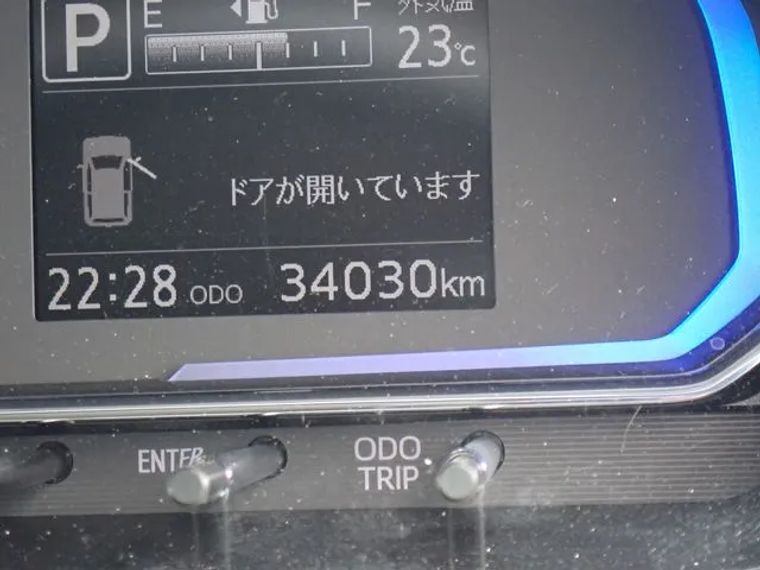 P E F 外気温
23℃
ドアが開いています
22:28 ODO 34030km
ENTER
ODO
TRIP